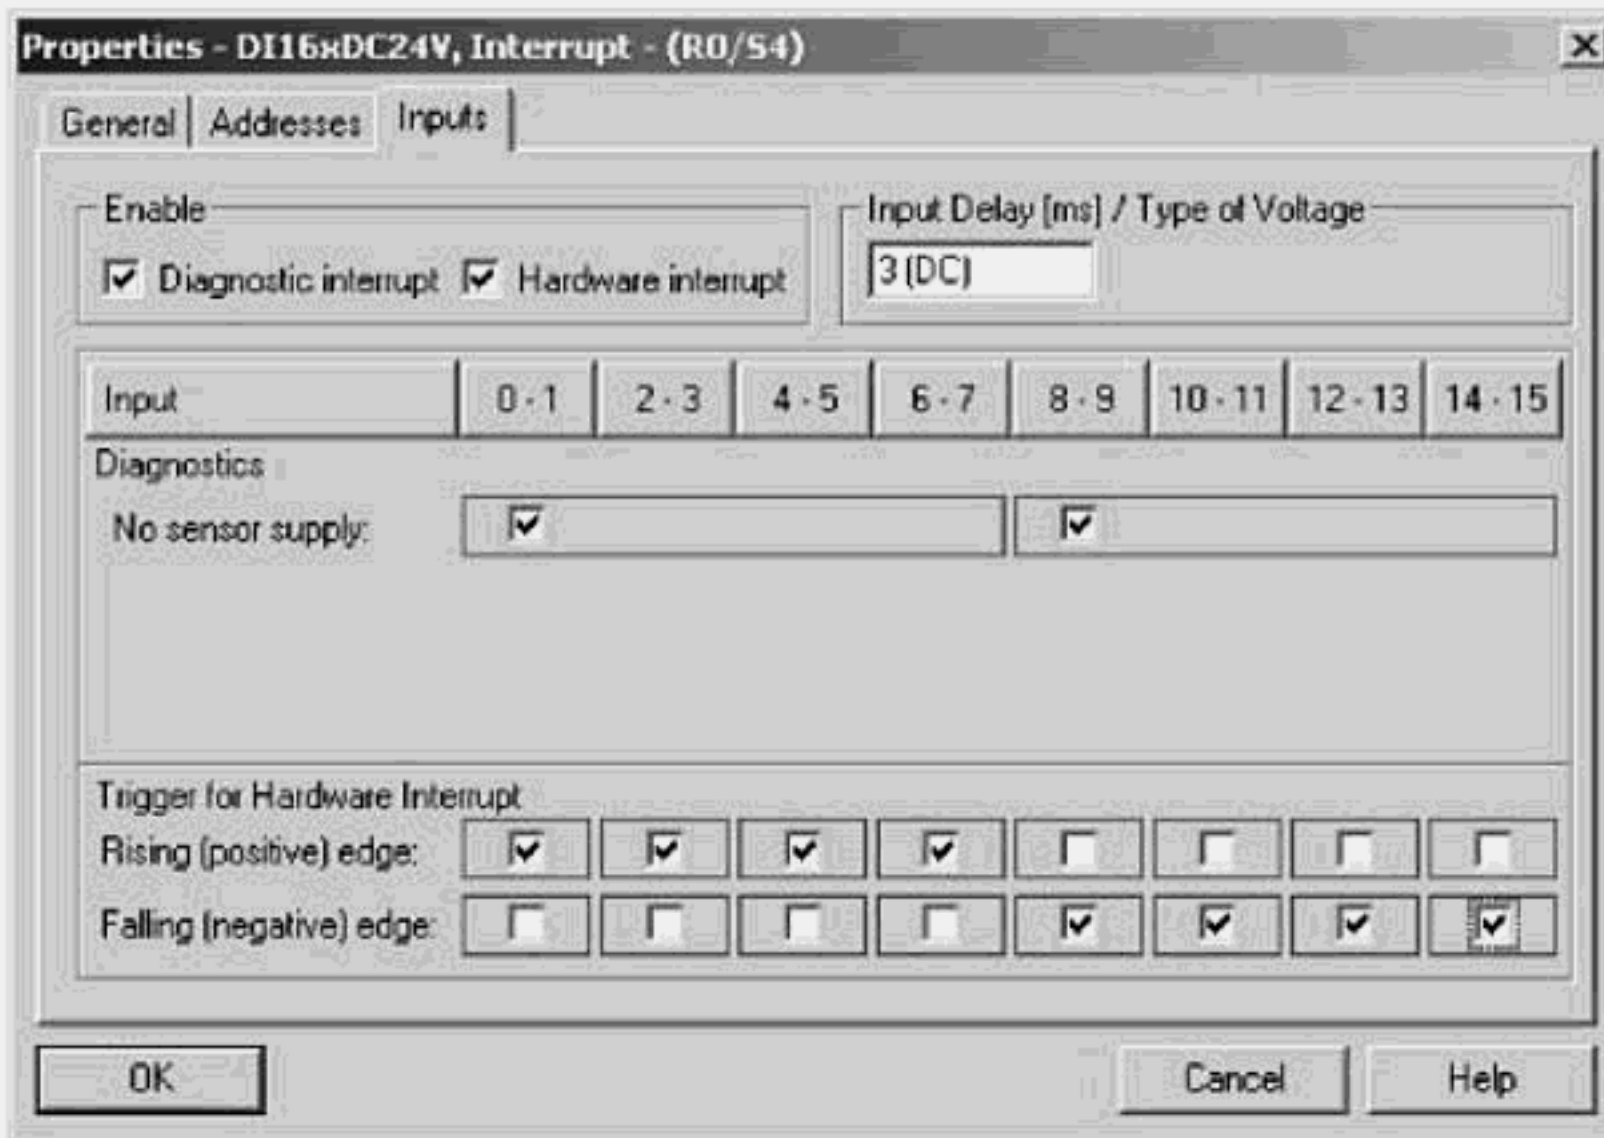 Properties - DI16xDC24V, Interrupt - (R0/S4)
General Addresses Inputs
Enable Input Delay [ms] / Type of Voltage
Diagnostic interrupt Hardware interrupt 3 (DC)
Input 0 - 1 2 - 3 4 - 5 6 - 7 8 - 9 10 - 11 12 - 13 14 - 15
Diagnostics
No sensor supply:
Trigger for Hardware Interrupt
Rising (positive) edge:
Falling (negative) edge:
OK Cancel Help